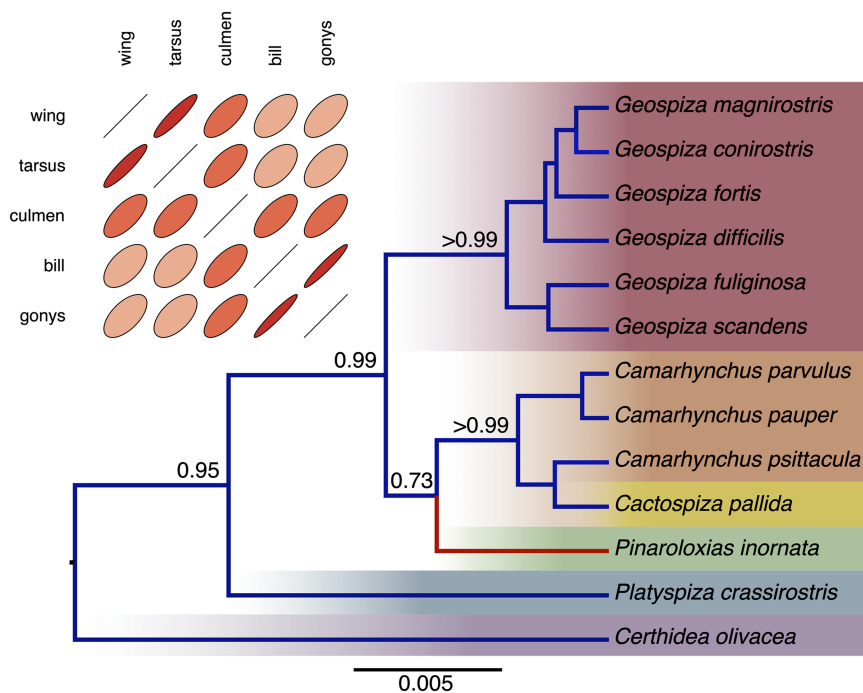 wing tarsus culmen bill gonys
wing
tarsus
culmen
bill
gonys
>0.99
0.99
>0.99
0.95
0.73
Geospiza magnirostris
Geospiza conirostris
Geospiza fortis
Geospiza difficilis
Geospiza fuliginosa
Geospiza scandens
Camarhynchus parvulus
Camarhynchus pauper
Camarhynchus psittacula
Cactospiza pallida
Pinaroloxias inornata
Platyspiza crassirostris
Certhidea olivacea
0.005